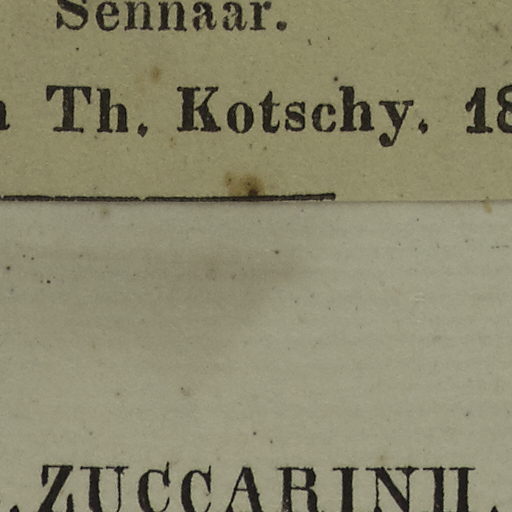 Sennaar.
Th. Kotschy. 18
ZUCCARINII.